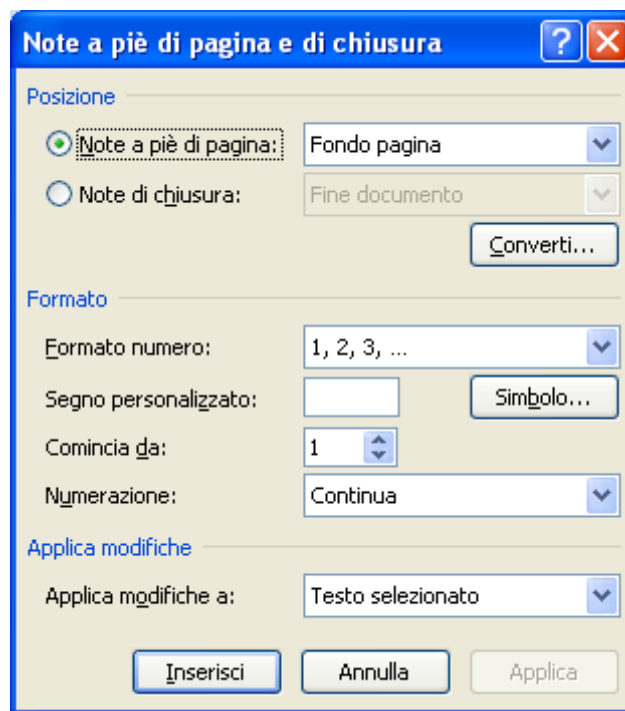 Note a piè di pagina e di chiusura ?
Posizione
Note a piè di pagina: Fondo pagina
Note di chiusura: Fine documento
Converti...
Formato
Formato numero: 1, 2, 3, ...
Segno personalizzato: Simbolo...
Comincia da: 1
Numerazione: Continua
Applica modifiche
Applica modifiche a: Testo selezionato
Inserisci Annulla Applica